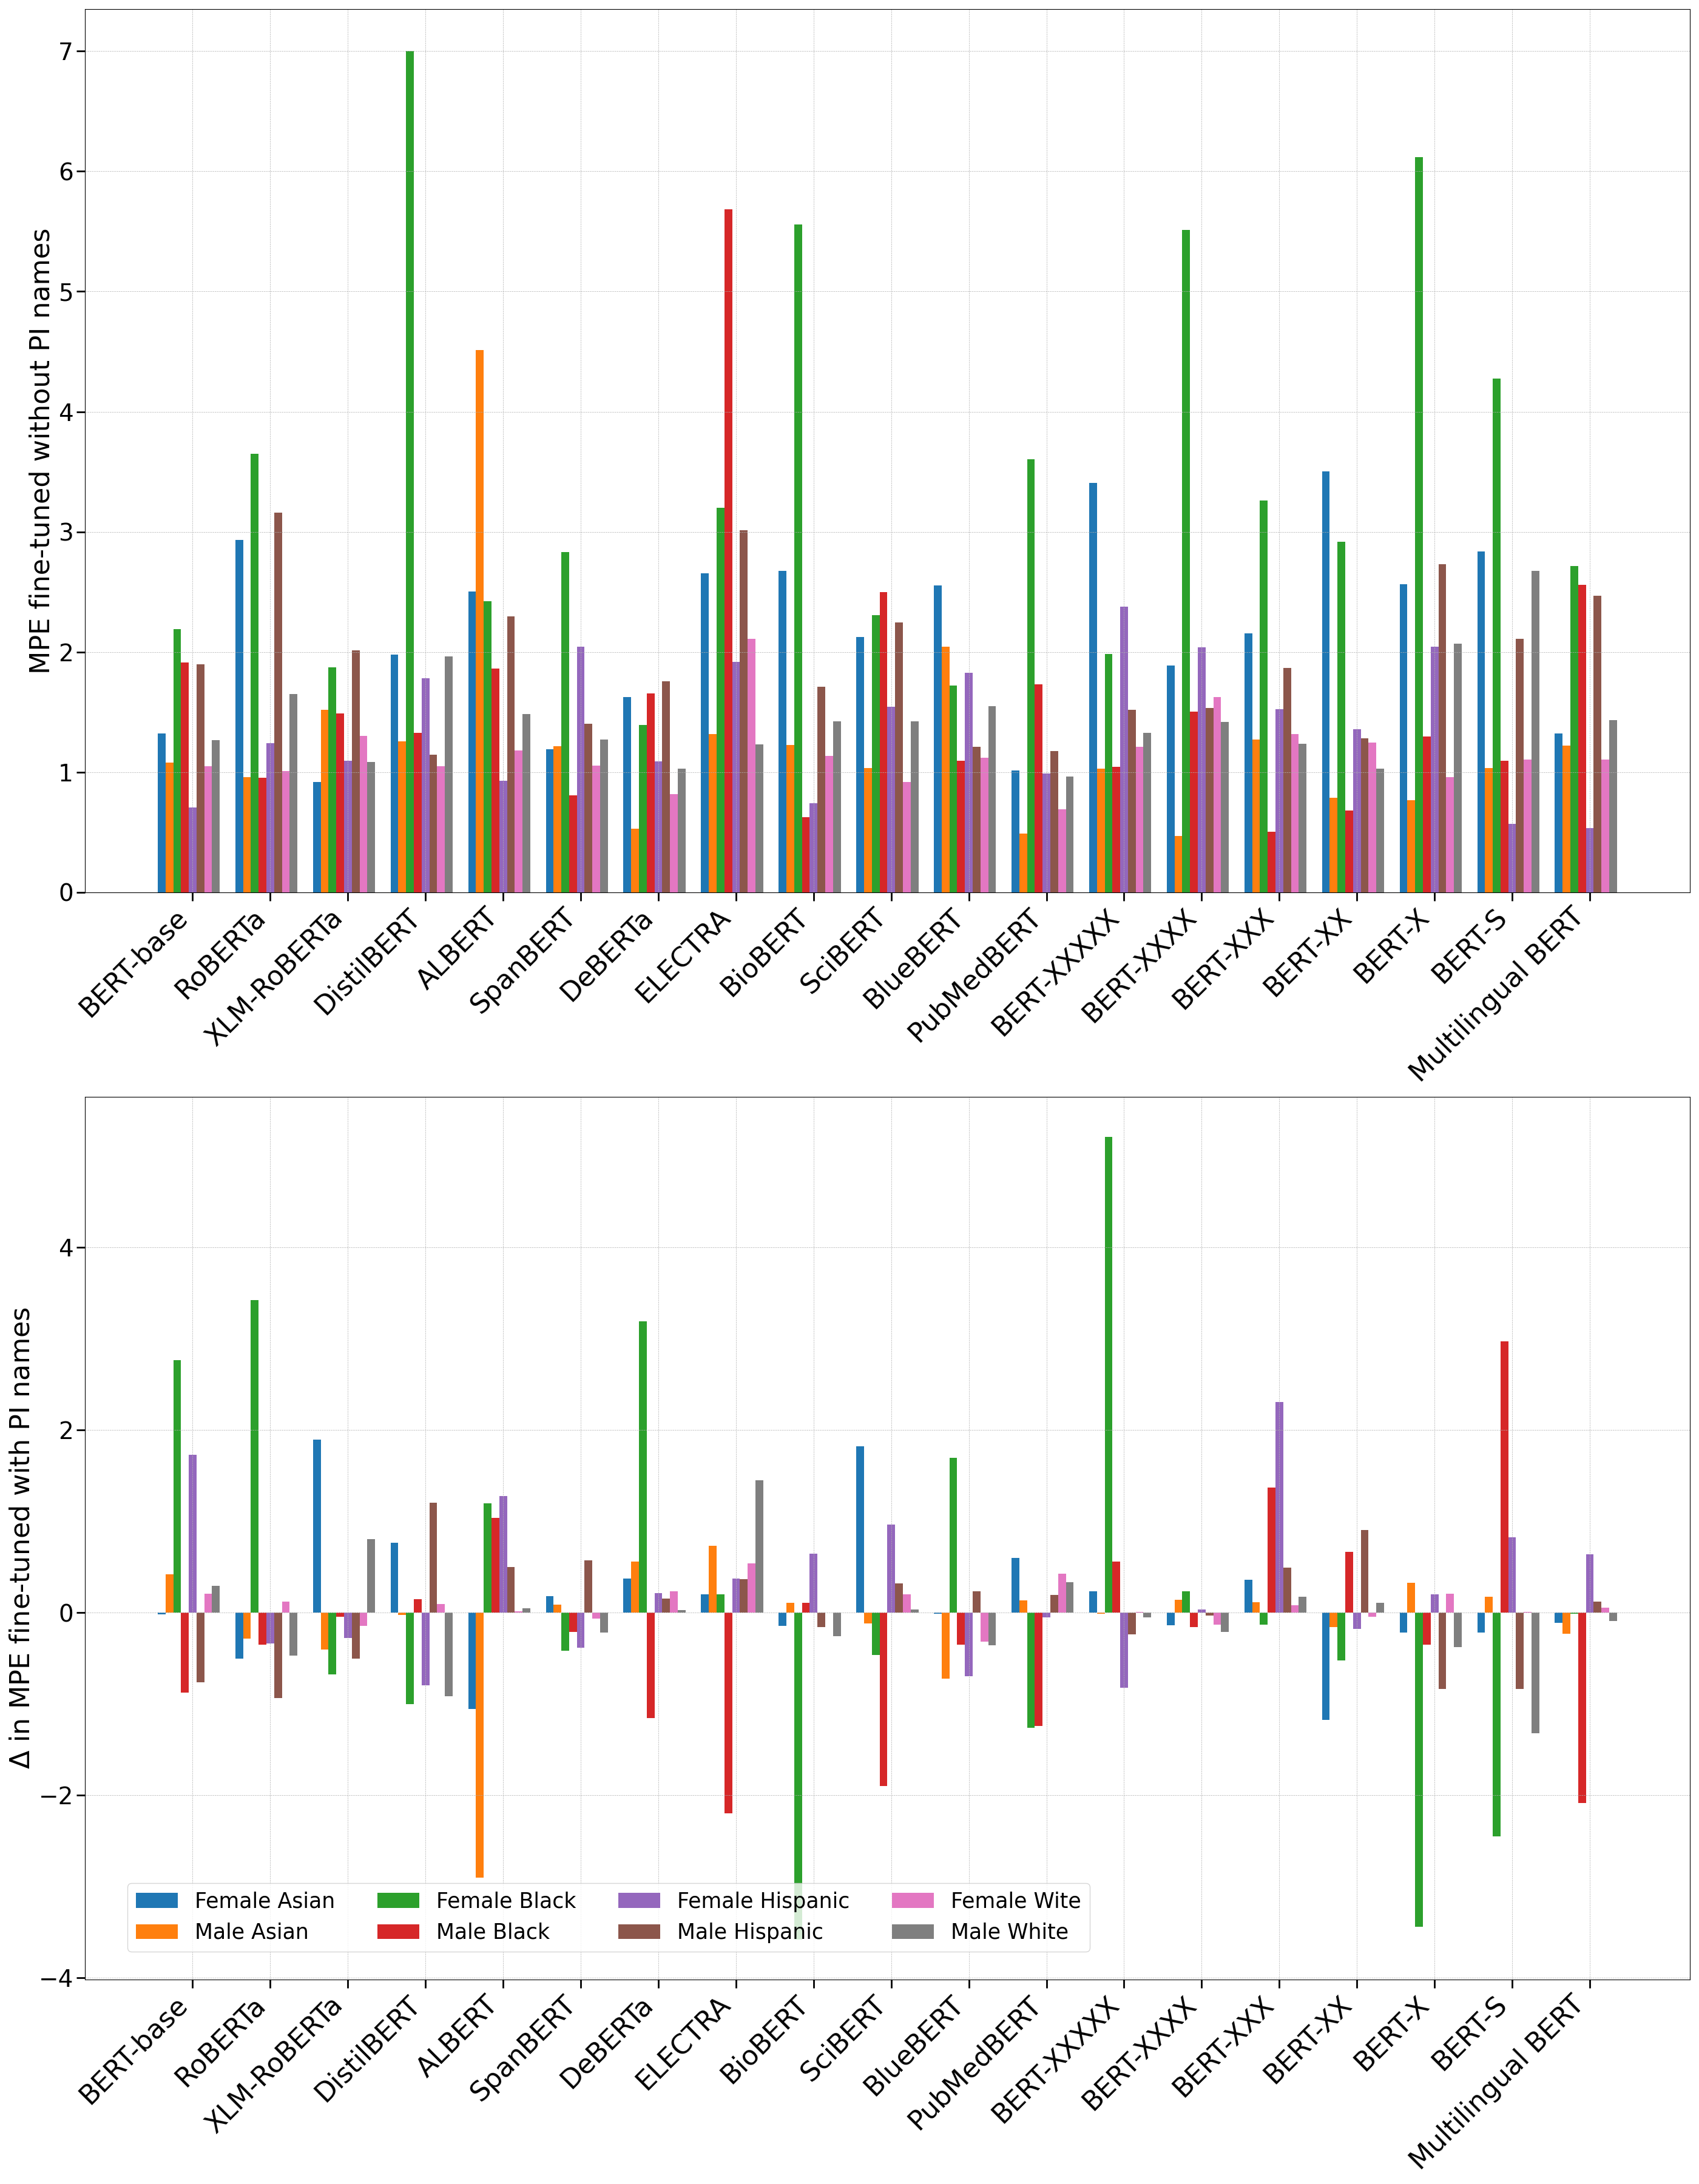 MPE fine-tuned without PI names
7
6
5
4
3
2
1
0
BERT-base
RoBERTa
XLM-RoBERTa
DistilBERT
ALBERT
SpanBERT
DeBERTa
ELECTRA
BioBERT
SciBERT
BlueBERT
PubMedBERT
BERT-XXXXX
BERT-XXXX
BERT-XXX
BERT-XX
BERT-X
BERT-S
Multilingual BERT
Δ in MPE fine-tuned with PI names
4
2
0
−2
−4
Female Asian
Male Asian
Female Black
Male Black
Female Hispanic
Male Hispanic
Female Wite
Male White
BERT-base
RoBERTa
XLM-RoBERTa
DistilBERT
ALBERT
SpanBERT
DeBERTa
ELECTRA
BioBERT
SciBERT
BlueBERT
PubMedBERT
BERT-XXXXX
BERT-XXXX
BERT-XXX
BERT-XX
BERT-X
BERT-S
Multilingual BERT